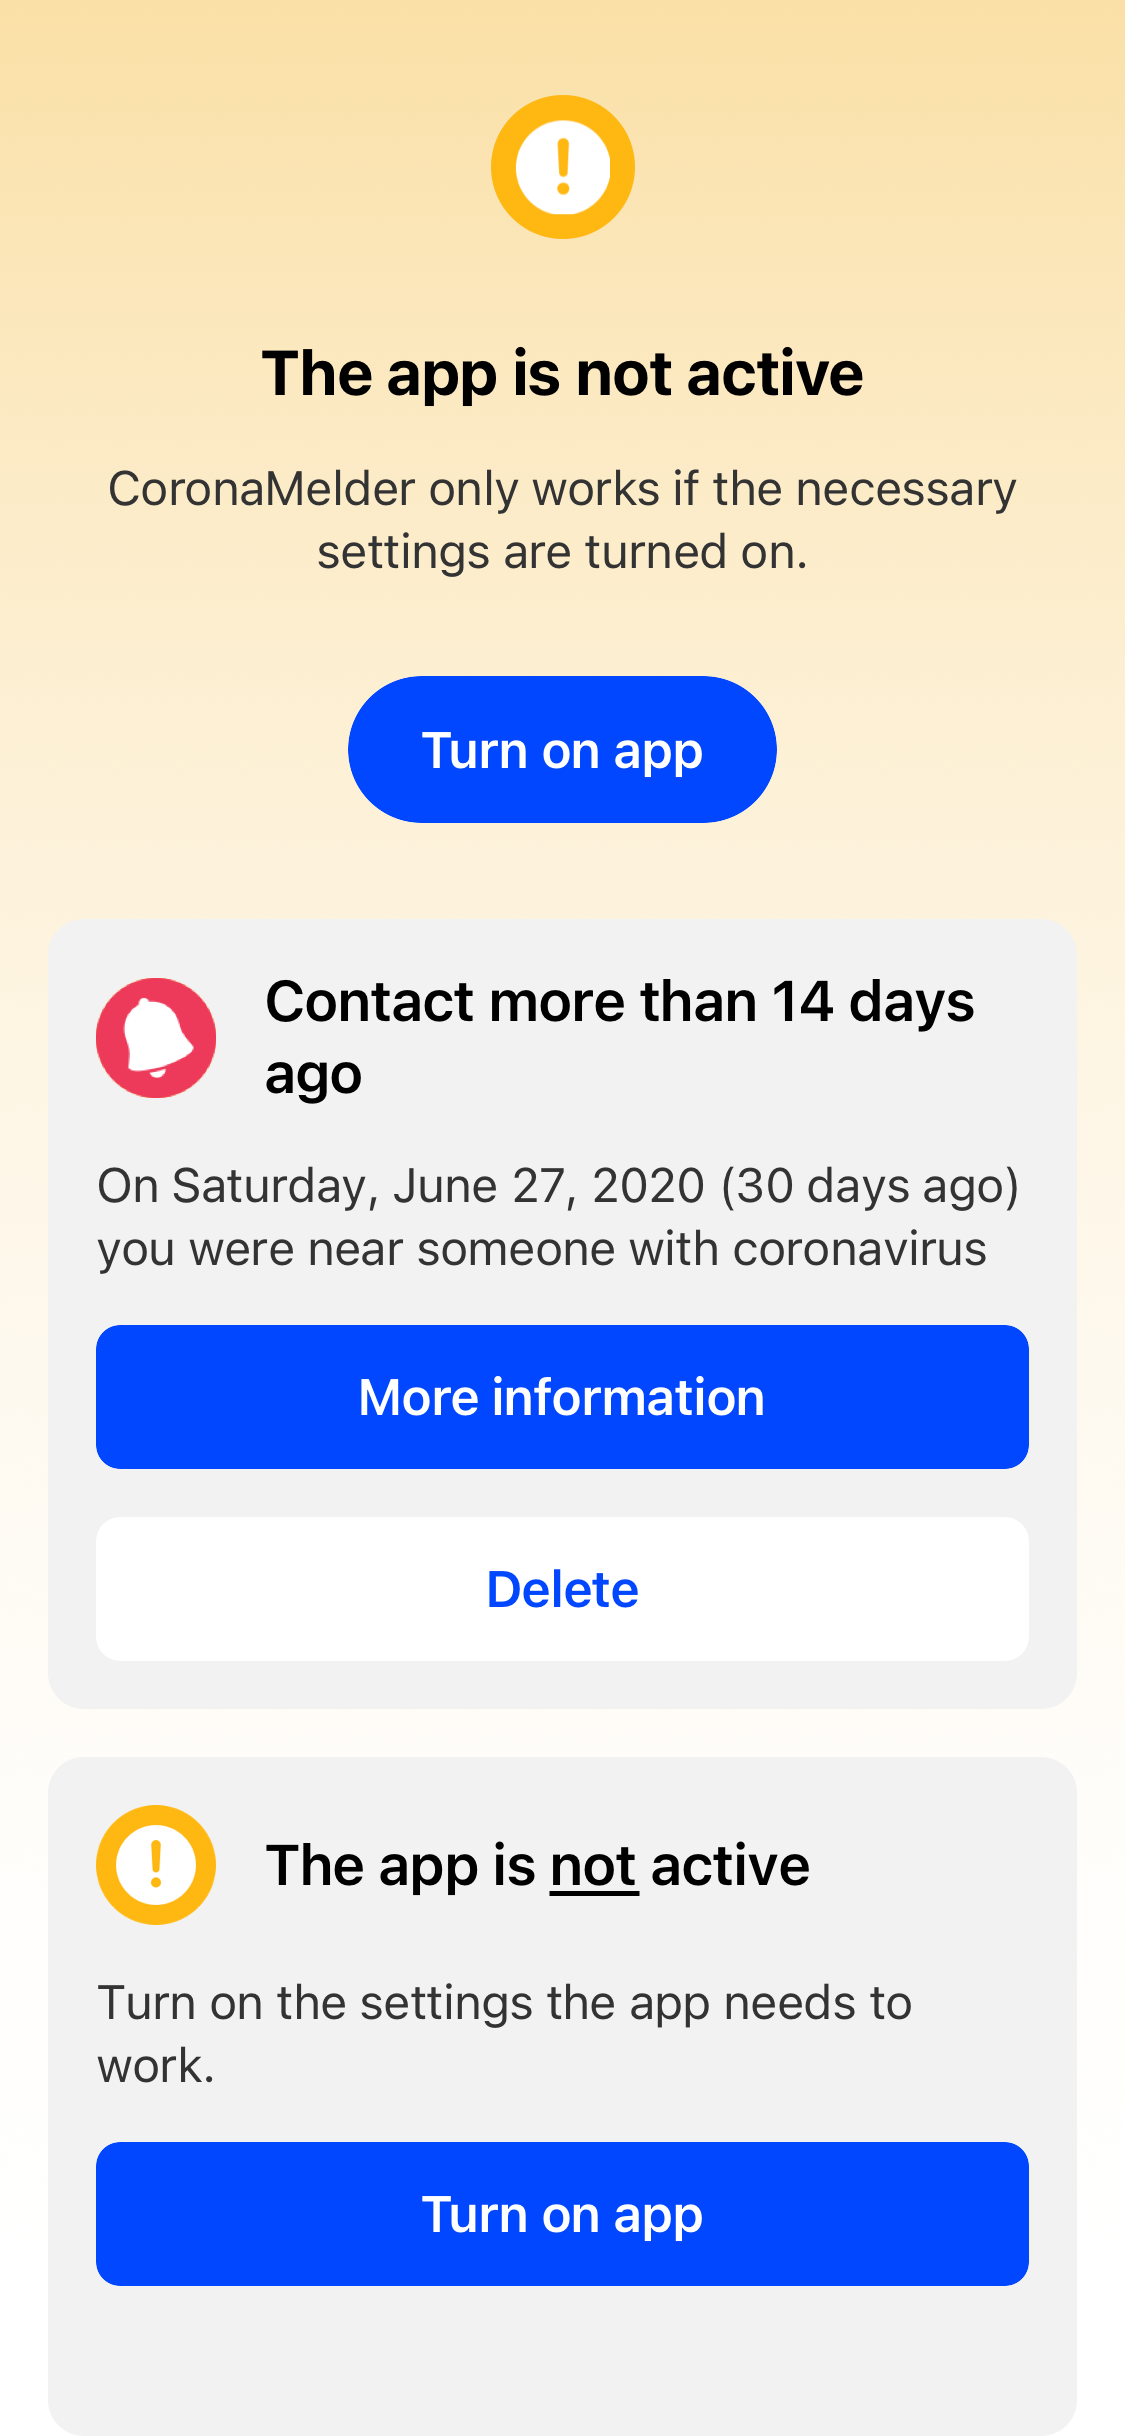 The app is not active
CoronaMelder only works if the necessary
settings are turned on.
Turn on app
Contact more than 14 days
ago
On Saturday, June 27, 2020 (30 days ago)
you were near someone with coronavirus
More information
Delete
The app is not active
Turn on the settings the app needs to
work.
Turn on app